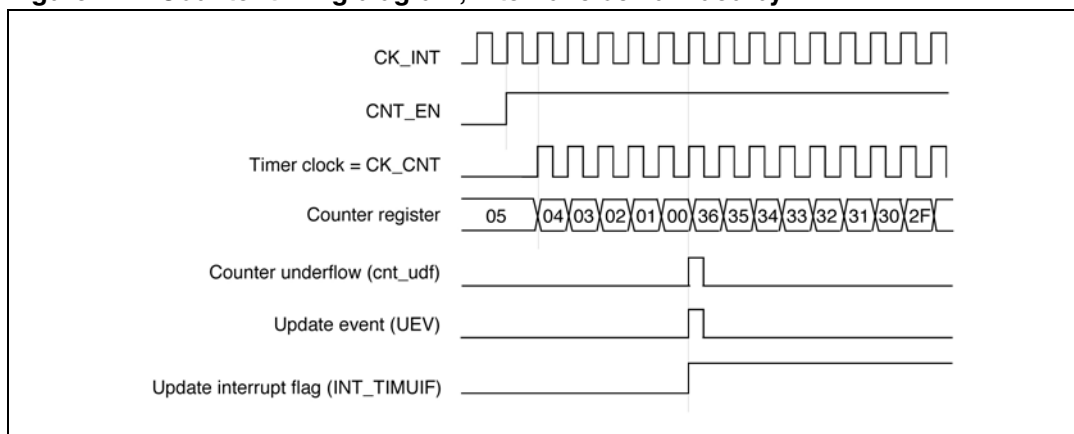 CK_INT
CNT_EN
Timer clock = CK_CNT
Counter register 05 04 03 02 01 00 36 35 34 33 32 31 30 2F
Counter underflow (cnt_udf)
Update event (UEV)
Update interrupt flag (INT_TIMUIF)